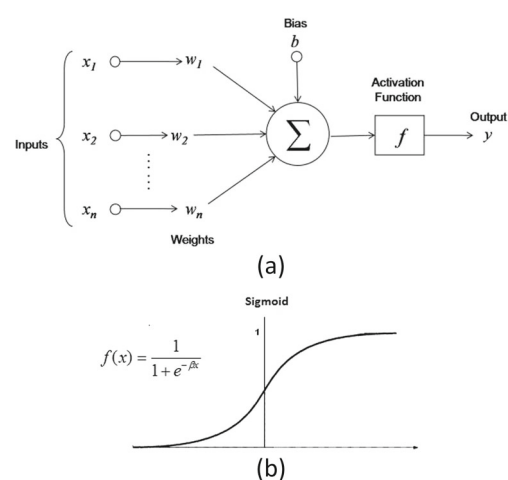 Bias
b
x₁ w₁
Activation
Function
Inputs x₂ w₂ Σ f Output
y
xₙ wₙ
Weights
(a)
Sigmoid
1
f(x) = 1 / (1 + e^{-βx})
(b)